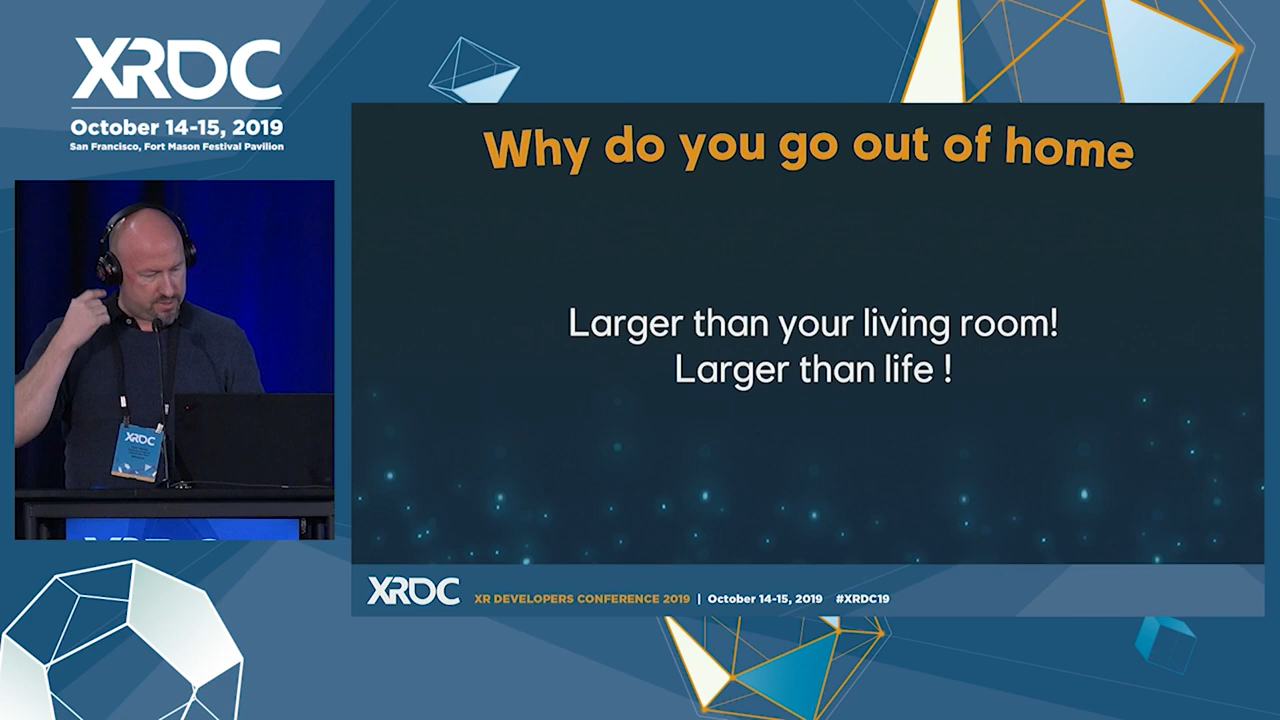 XRDC
October 14-15, 2019
San Francisco, Fort Mason Festival Pavilion
Why do you go out of home
Larger than your living room!
Larger than life !
XRDC
XRDC
XR DEVELOPERS CONFERENCE 2019 | October 14-15, 2019 #XRDC19